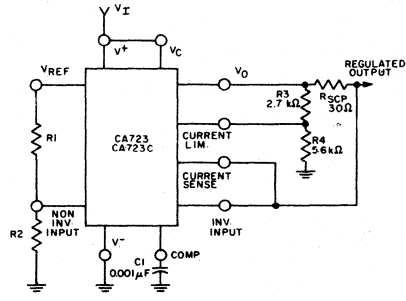 VI
V+
VC
VREF
VO
REGULATED
OUTPUT
R3
2.7 kΩ
RSCP
30Ω
CA723
CA723C
R1
CURRENT
LIM.
R4
5.6kΩ
CURRENT
SENSE
NON
INV.
INPUT
R2
INV.
INPUT
V-
COMP
C1
0.001μF